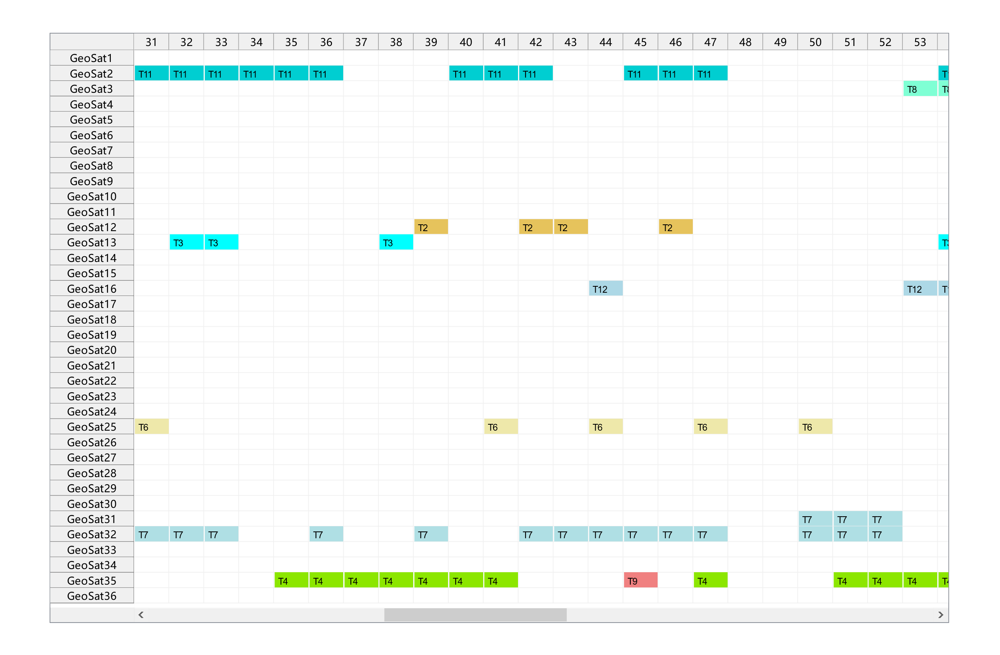 31 32 33 34 35 36 37 38 39 40 41 42 43 44 45 46 47 48 49 50 51 52 53
GeoSat1
GeoSat2 T11 T11 T11 T11 T11 T11 T11 T11 T11 T11 T11 T11
GeoSat3 T8
GeoSat4
GeoSat5
GeoSat6
GeoSat7
GeoSat8
GeoSat9
GeoSat10
GeoSat11
GeoSat12 T2 T2 T2 T2
GeoSat13 T3 T3 T3
GeoSat14
GeoSat15
GeoSat16 T12 T12
GeoSat17
GeoSat18
GeoSat19
GeoSat20
GeoSat21
GeoSat22
GeoSat23
GeoSat24
GeoSat25 T6 T6 T6 T6 T6
GeoSat26
GeoSat27
GeoSat28
GeoSat29
GeoSat30
GeoSat31 T7 T7 T7
GeoSat32 T7 T7 T7 T7 T7 T7 T7 T7 T7 T7 T7 T7 T7 T7
GeoSat33
GeoSat34
GeoSat35 T4 T4 T4 T4 T4 T4 T4 T9 T4 T4 T4 T4
GeoSat36